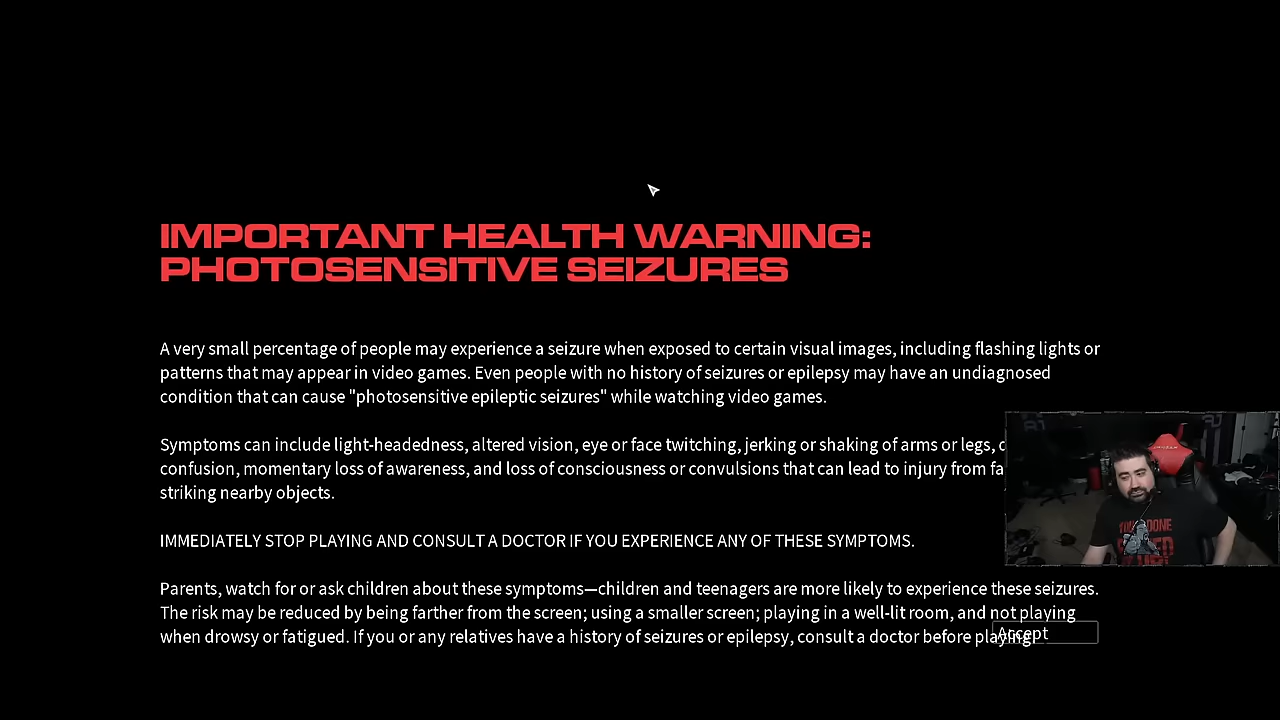 IMPORTANT HEALTH WARNING:
PHOTOSENSITIVE SEIZURES
A very small percentage of people may experience a seizure when exposed to certain visual images, including flashing lights or
patterns that may appear in video games. Even people with no history of seizures or epilepsy may have an undiagnosed
condition that can cause "photosensitive epileptic seizures" while watching video games.
Symptoms can include light-headedness, altered vision, eye or face twitching, jerking or shaking of arms or legs,
confusion, momentary loss of awareness, and loss of consciousness or convulsions that can lead to injury from
striking nearby objects.
IMMEDIATELY STOP PLAYING AND CONSULT A DOCTOR IF YOU EXPERIENCE ANY OF THESE SYMPTOMS.
Parents, watch for or ask children about these symptoms—children and teenagers are more likely to experience these seizures.
The risk may be reduced by being farther from the screen; using a smaller screen; playing in a well-lit room, and not playing
when drowsy or fatigued. If you or any relatives have a history of seizures or epilepsy, consult a doctor before playing.
Accept